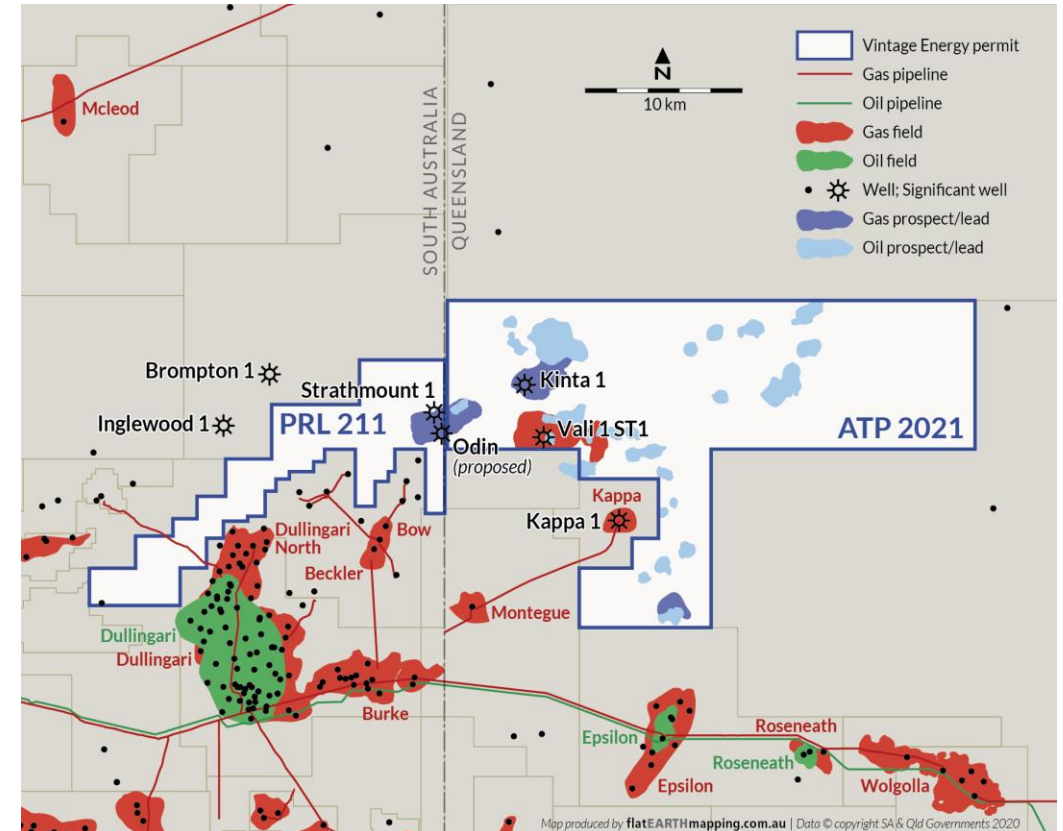 Vintage Energy permit
Gas pipeline
Oil pipeline
Gas field
Oil field
Well; Significant well
Gas prospect/lead
Oil prospect/lead
N
10 km
SOUTH AUSTRALIA
QUEENSLAND
Mcleod
Brompton 1
Strathmount 1
Kinta 1
Inglewood 1
PRL 211
Vali 1 ST1
ATP 2021
Odin
(proposed)
Kappa
Kappa 1
Dullingari
North
Bow
Beckler
Montegue
Dullingari
Dullingari
Burke
Epsilon
Epsilon
Roseneath
Roseneath
Wolgolla
Map produced by flatEARTHmapping.com.au | Data © copyright SA & Qld Governments 2020